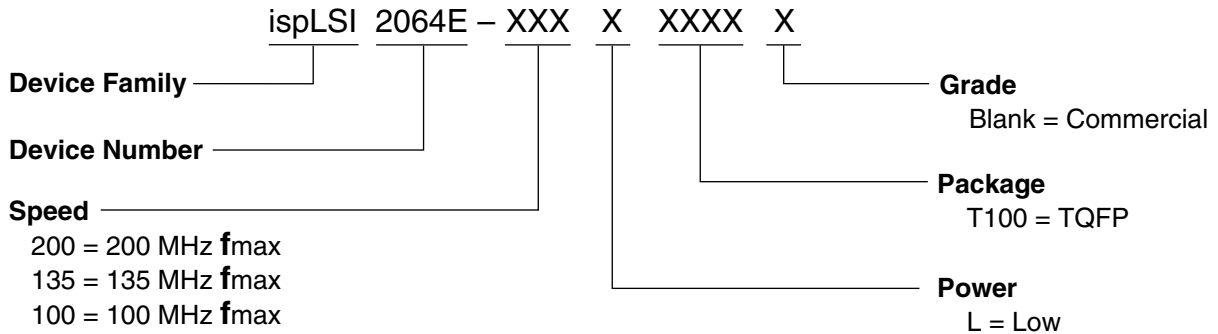 ispLSI 2064E – XXX X XXXX X
Device Family
Device Number
Speed
200 = 200 MHz fmax
135 = 135 MHz fmax
100 = 100 MHz fmax
Grade
Blank = Commercial
Package
T100 = TQFP
Power
L = Low